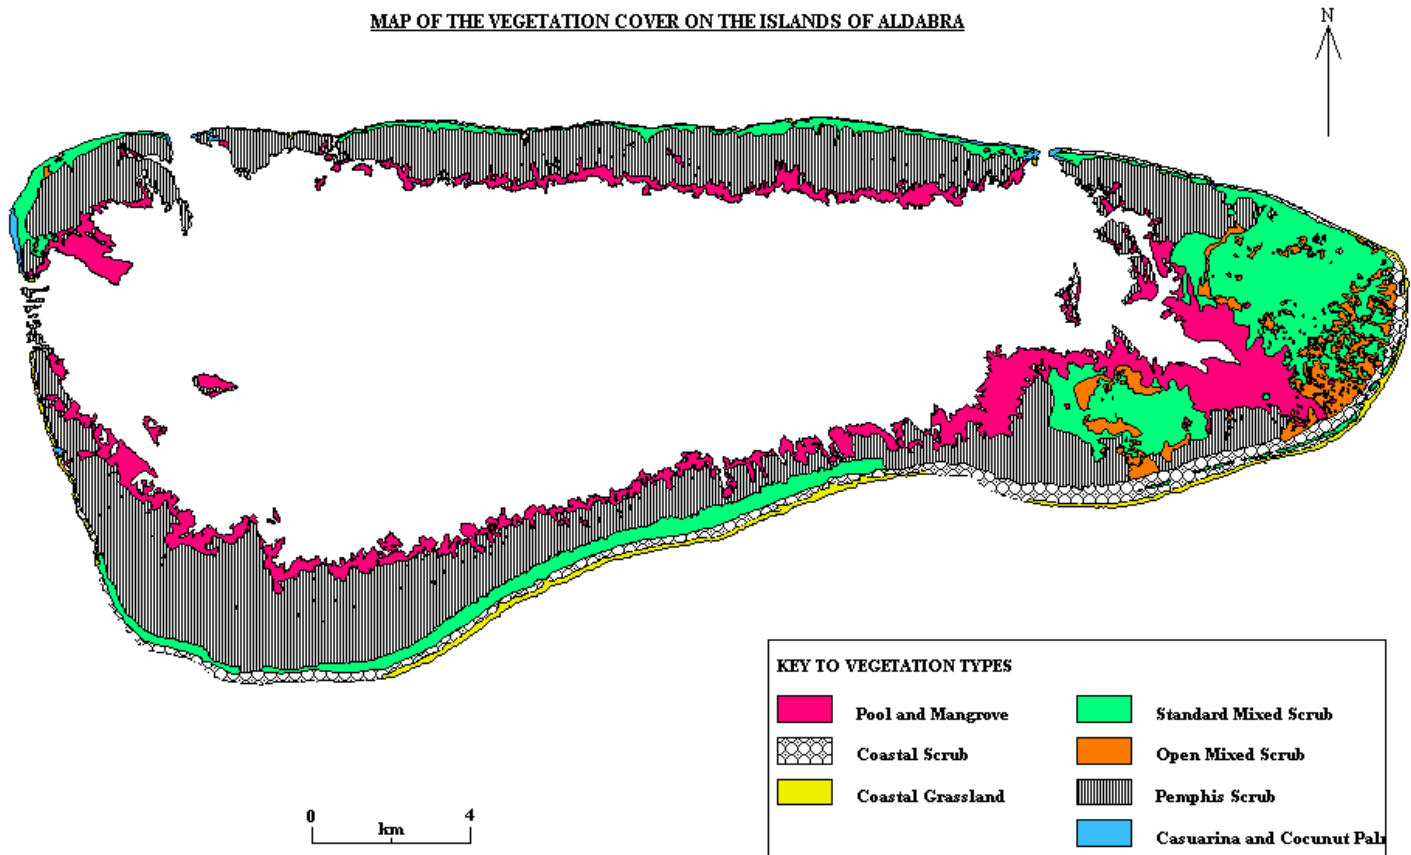 MAP OF THE VEGETATION COVER ON THE ISLANDS OF ALDABRA
N
KEY TO VEGETATION TYPES
Pool and Mangrove
Standard Mixed Scrub
Coastal Scrub
Open Mixed Scrub
Coastal Grassland
Pemphis Scrub
Casuarina and Cocunut Pal
0 4
km